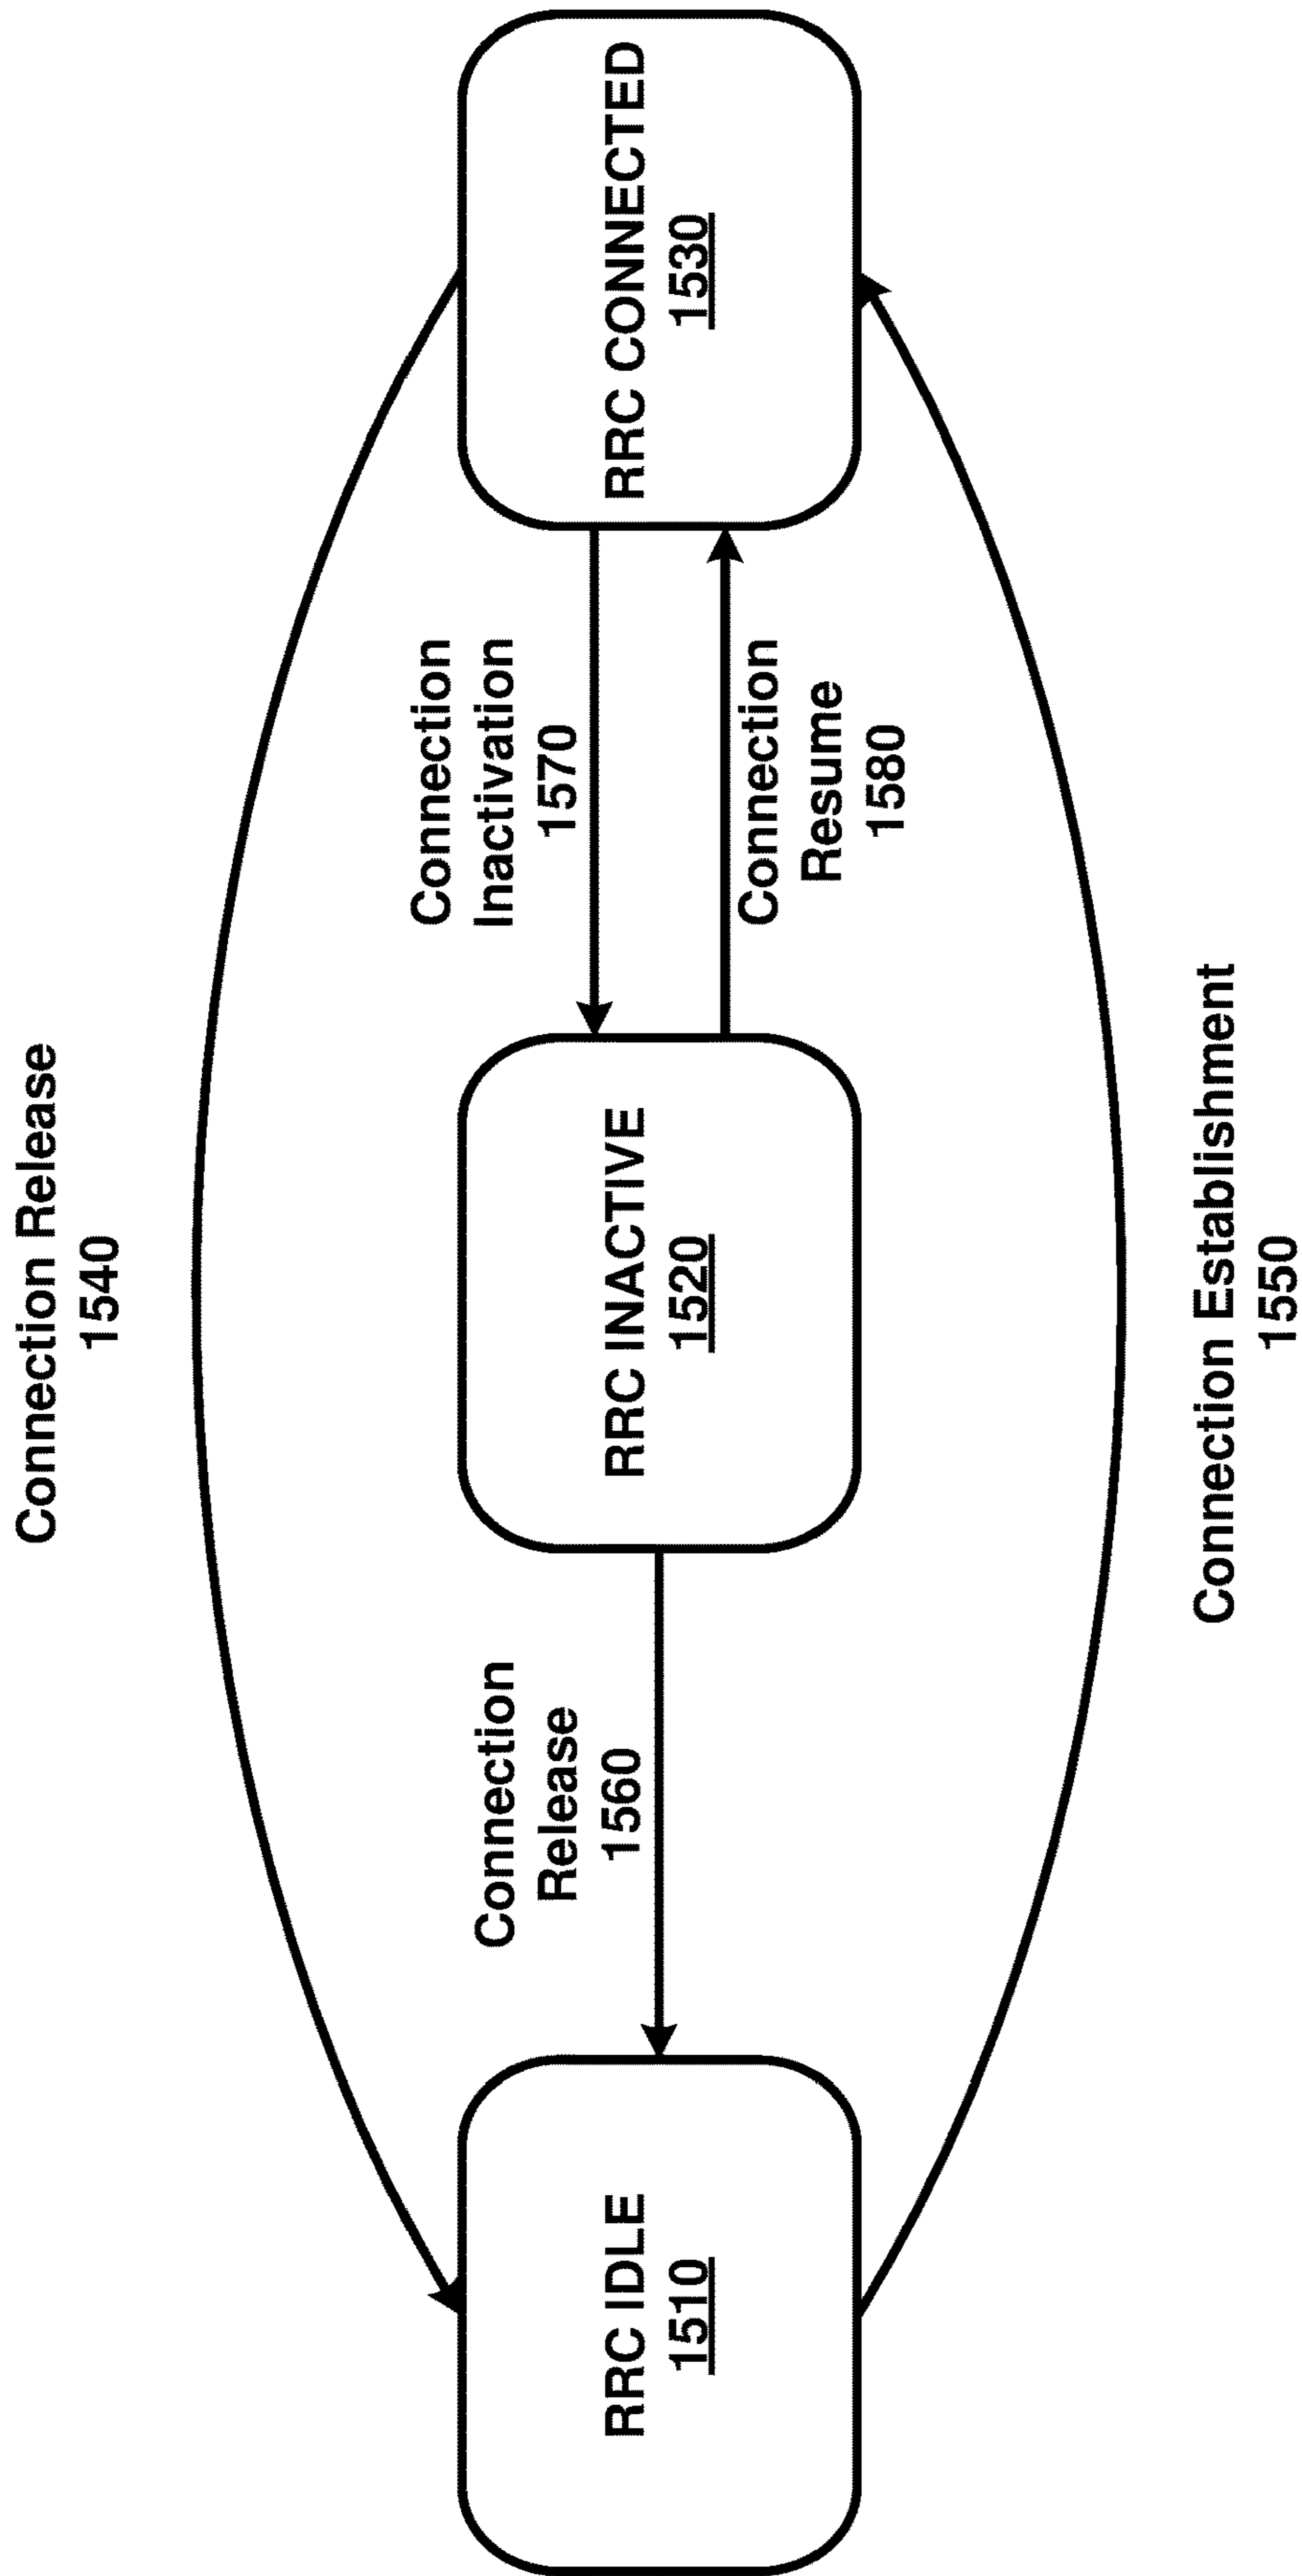 Connection Release
1540
RRC IDLE
1510
Connection
Release
1560
RRC INACTIVE
1520
Connection
Inactivation
1570
Connection
Resume
1580
RRC CONNECTED
1530
Connection Establishment
1550